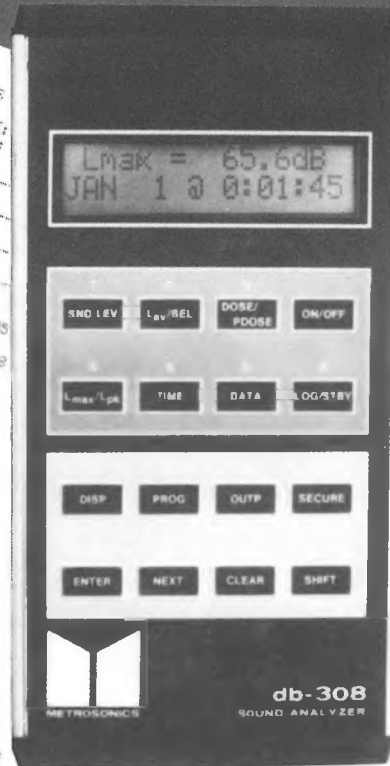 Lmax = 65.6dB
JAN 1 @ 0:01:45
SND LEV Lav/SEL DOSE/PDOSE ON/OFF
Lmax/Lpk TIME DATA LOG/STBY
DISP PROG OUTP SECURE
ENTER NEXT CLEAR SHIFT
METROSONICS
db-308
SOUND ANALYZER